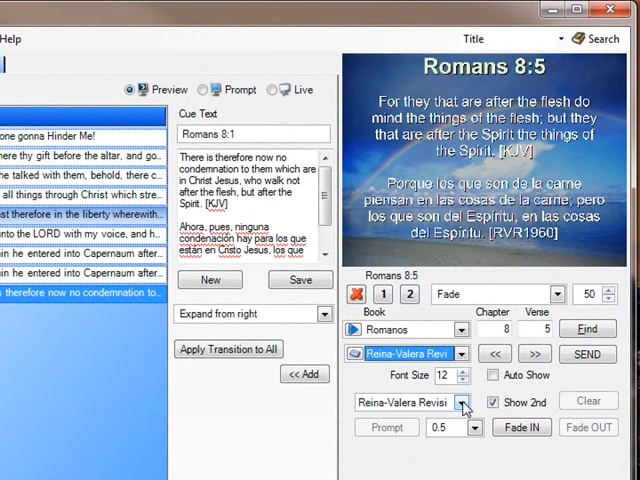 Help
Title
Search
Preview
Prompt
Live
Cue Text
Romans 8:1
There is therefore now no
condemnation to them which are
in Christ Jesus, who walk not
after the flesh, but after the
Spirit. [KJV]
Ahora, pues, ninguna
condenación hay para los que
están en Cristo Jesús, los que
New
Save
Expand from right
Apply Transition to All
<< Add
one gonna Hinder Me!
here thy gift before the altar, and go...
he talked with them, behold, there c
all things through Christ which stre...
st therefore in the liberty wherewith...
unto the LORD with my voice, and h
in he entered into Capernaum after...
in he entered into Capernaum after...
s therefore now no condemnation to...
Romans 8:5
For they that are after the flesh do
mind the things of the flesh; but they
that are after the Spirit the things of
the Spirit. [KJV]
Porque los que son de la carne
piensan en las cosas de la carne; pero
los que son del Espíritu, en las cosas
del Espíritu. [RVR1960]
Romans 8:5
1
2
Fade
50
Book
Chapter
Verse
Romanos
8
5
Find
Reina-Valera Revi
<<
>>
SEND
Font Size
12
Auto Show
Reina-Valera Revisi
Show 2nd
Clear
Prompt
0.5
Fade IN
Fade OUT